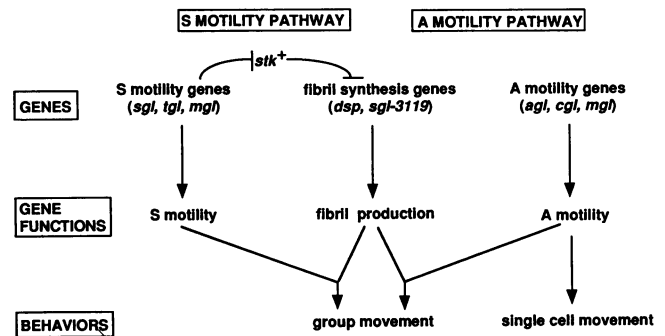 S MOTILITY PATHWAY
A MOTILITY PATHWAY
stk+
GENES
S motility genes
(sgl, tgl, mgl)
fibril synthesis genes
(dsp, sgl-3119)
A motility genes
(agl, cgl, mgl)
GENE
FUNCTIONS
S motility
fibril production
A motility
BEHAVIORS
group movement
single cell movement